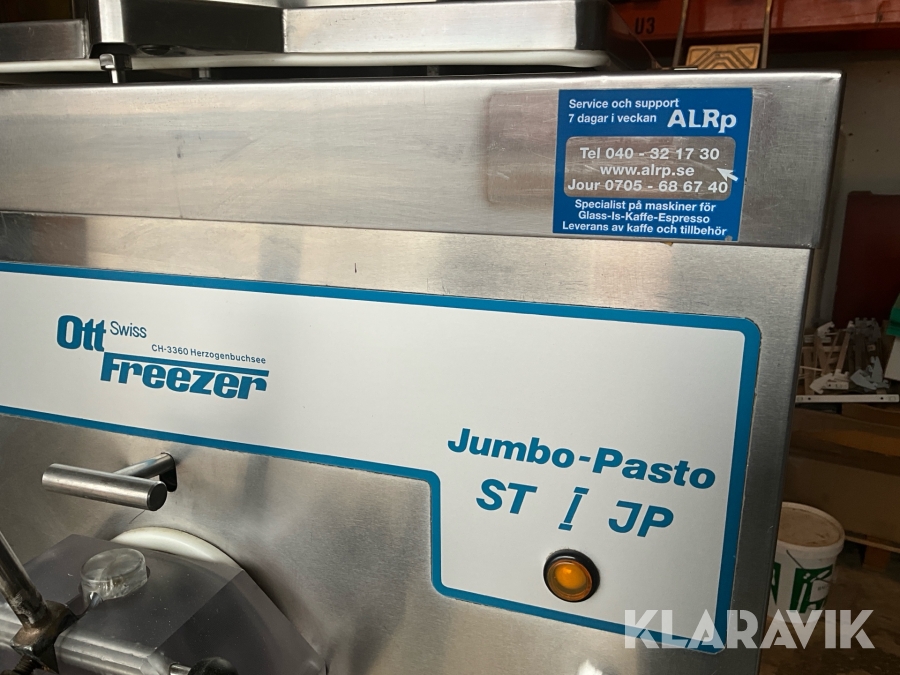 U3
Service och support
7 dagar i veckan ALRp
Tel 040 - 32 17 30
www.alrp.se
Jour 0705 - 68 67 40
Specialist på maskiner för
Glass-Is-Kaffe-Espresso
Leverans av kaffe och tillbehör
Ott Swiss
CH-3360 Herzogenbuchsee
Freezer
Jumbo-Pasto
ST I JP
KLARAVIK